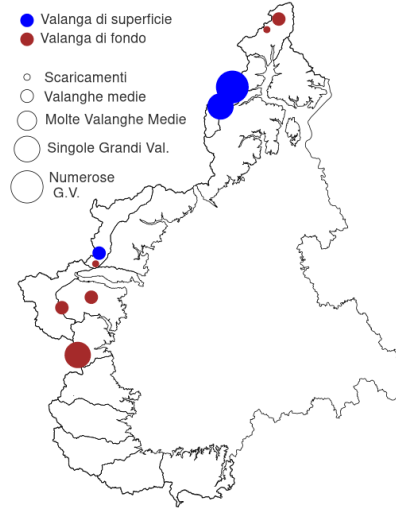 Valanga di superficie
Valanga di fondo
Scaricamenti
Valanghe medie
Molte Valanghe Medie
Singole Grandi Val.
Numerose
G.V.